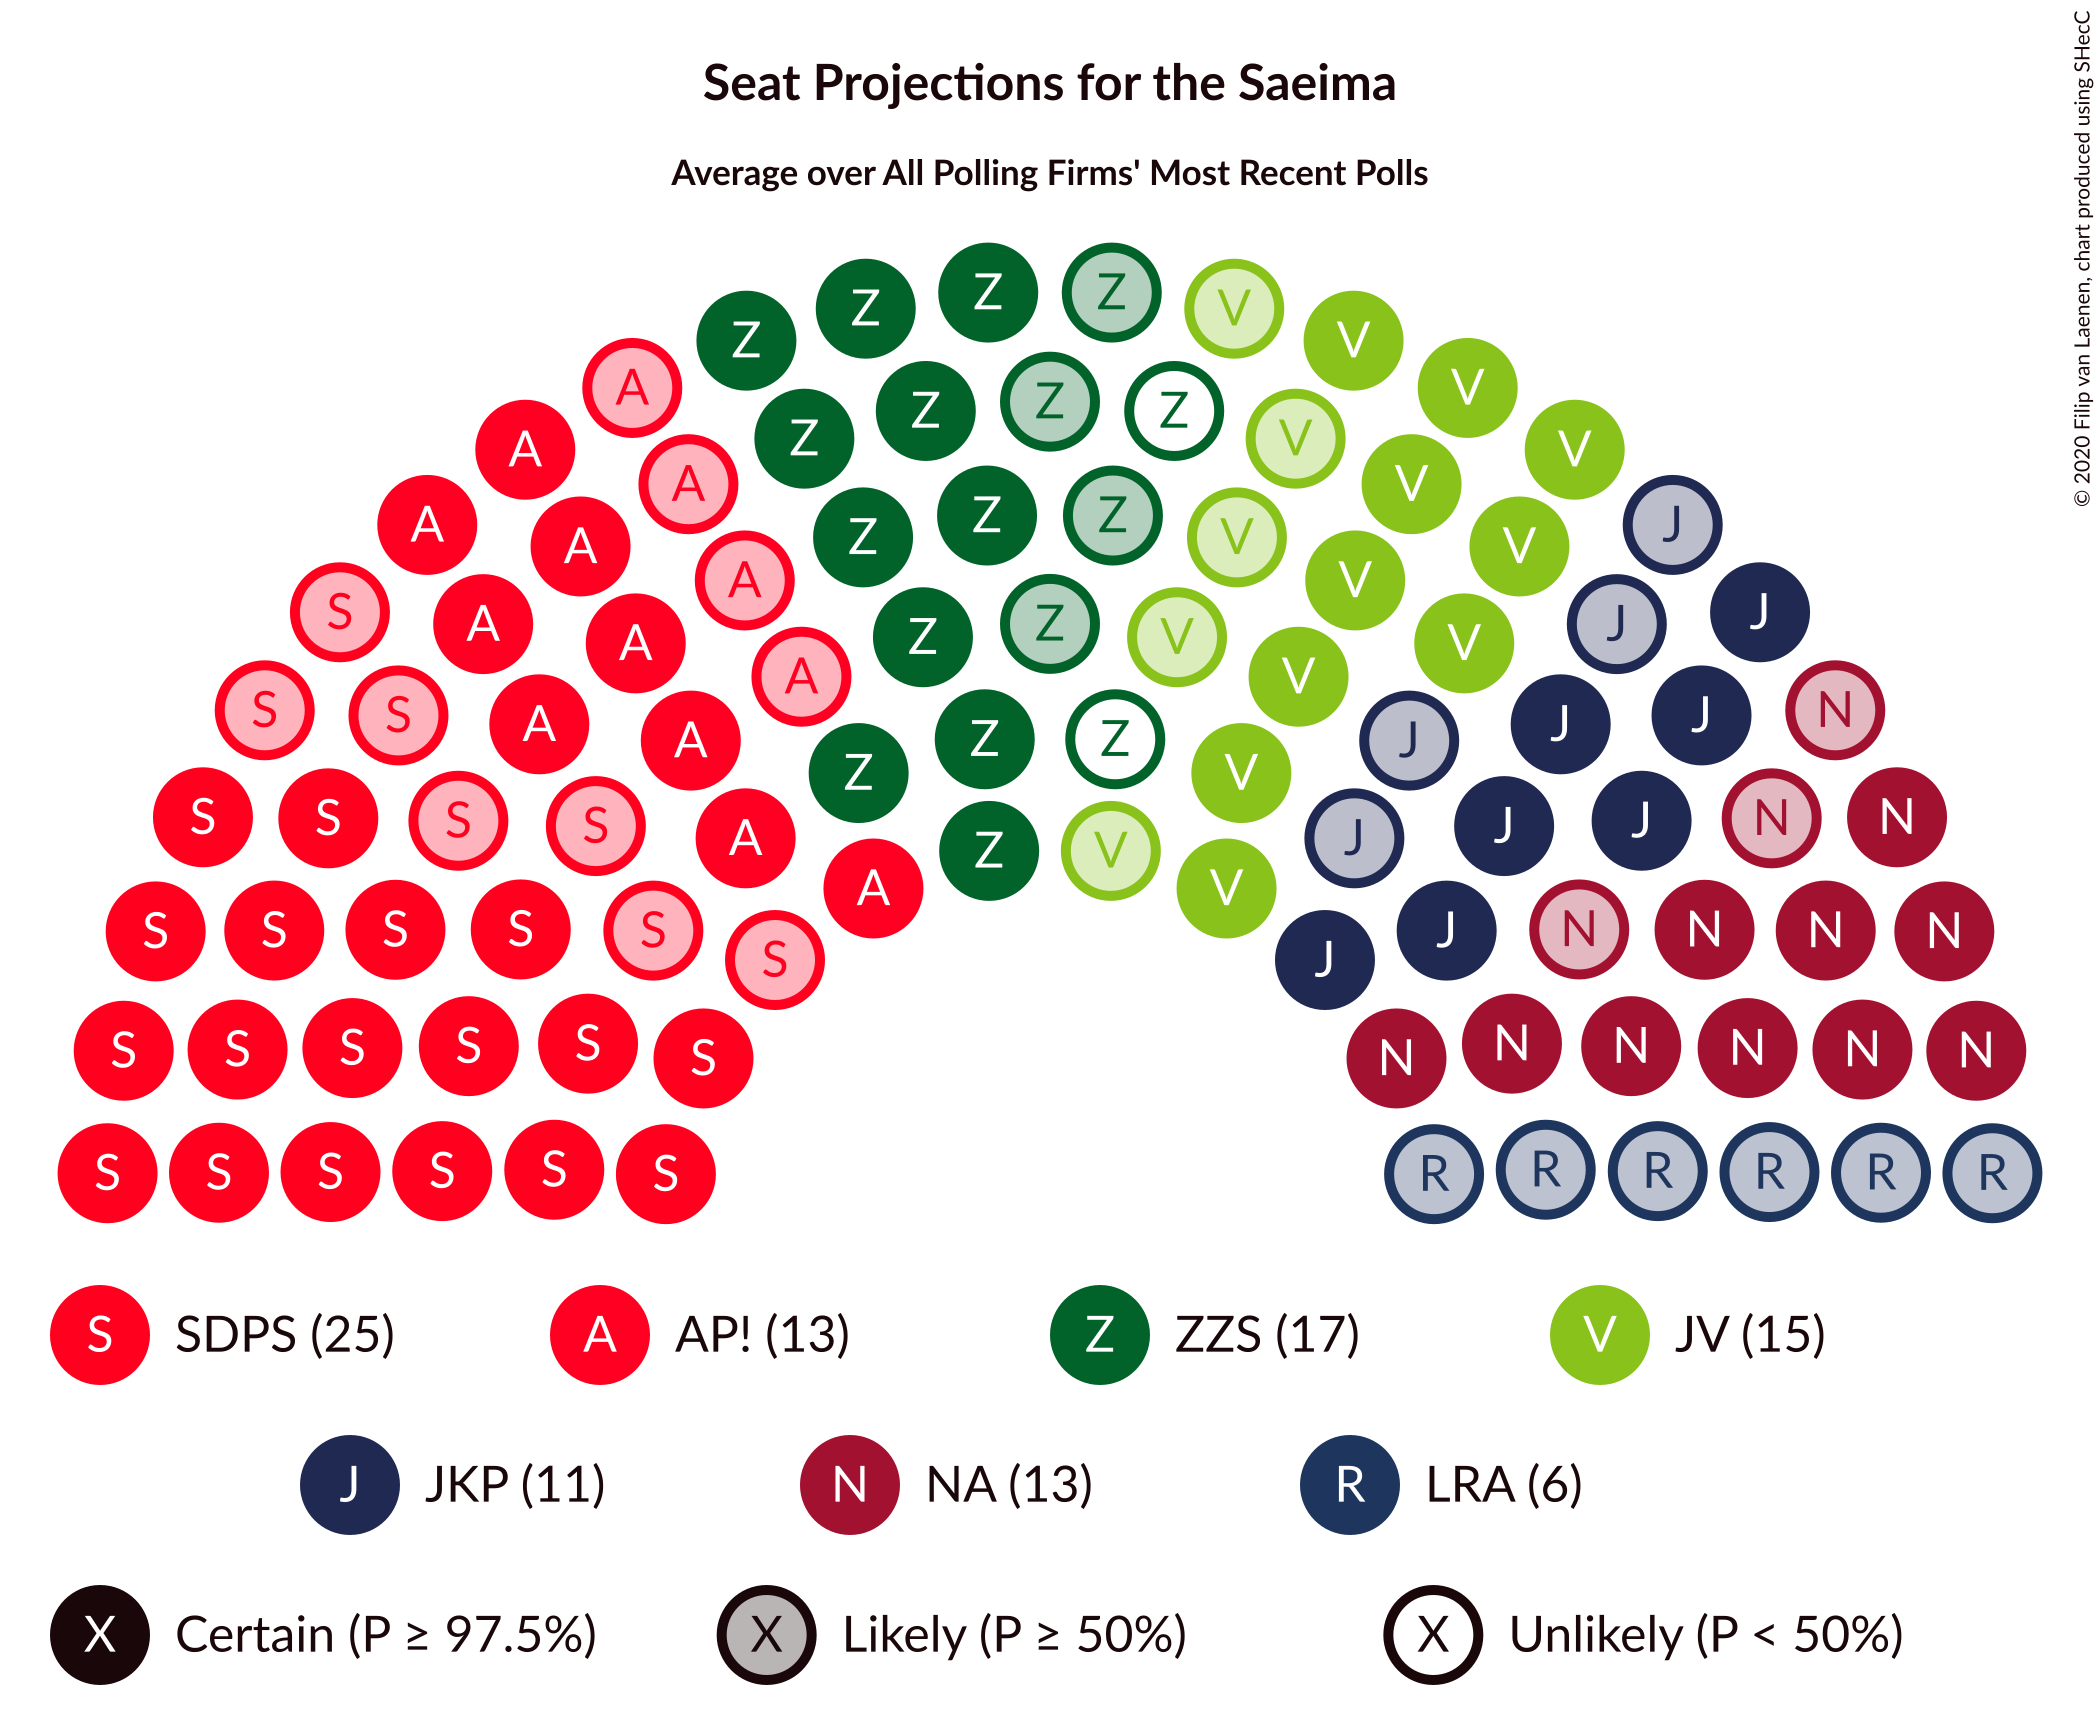 Seat Projections for the Saeima
Average over All Polling Firms' Most Recent Polls
© 2020 Filip van Laenen, chart produced using SHecC
Z Z Z Z V V
A Z Z Z Z V V V
A A Z Z Z V V V J
A A A Z Z V V V J J
S A A A Z Z Z V V J J J N
S S A A A Z V V J J J N N
S S S S A A J J N N N N
S S S S S S N N N N N N
S S S S S S R R R R R R
S SDPS (25) A AP! (13) Z ZZS (17) V JV (15)
J JKP (11) N NA (13) R LRA (6)
X Certain (P ≥ 97.5%) X Likely (P ≥ 50%) X Unlikely (P < 50%)